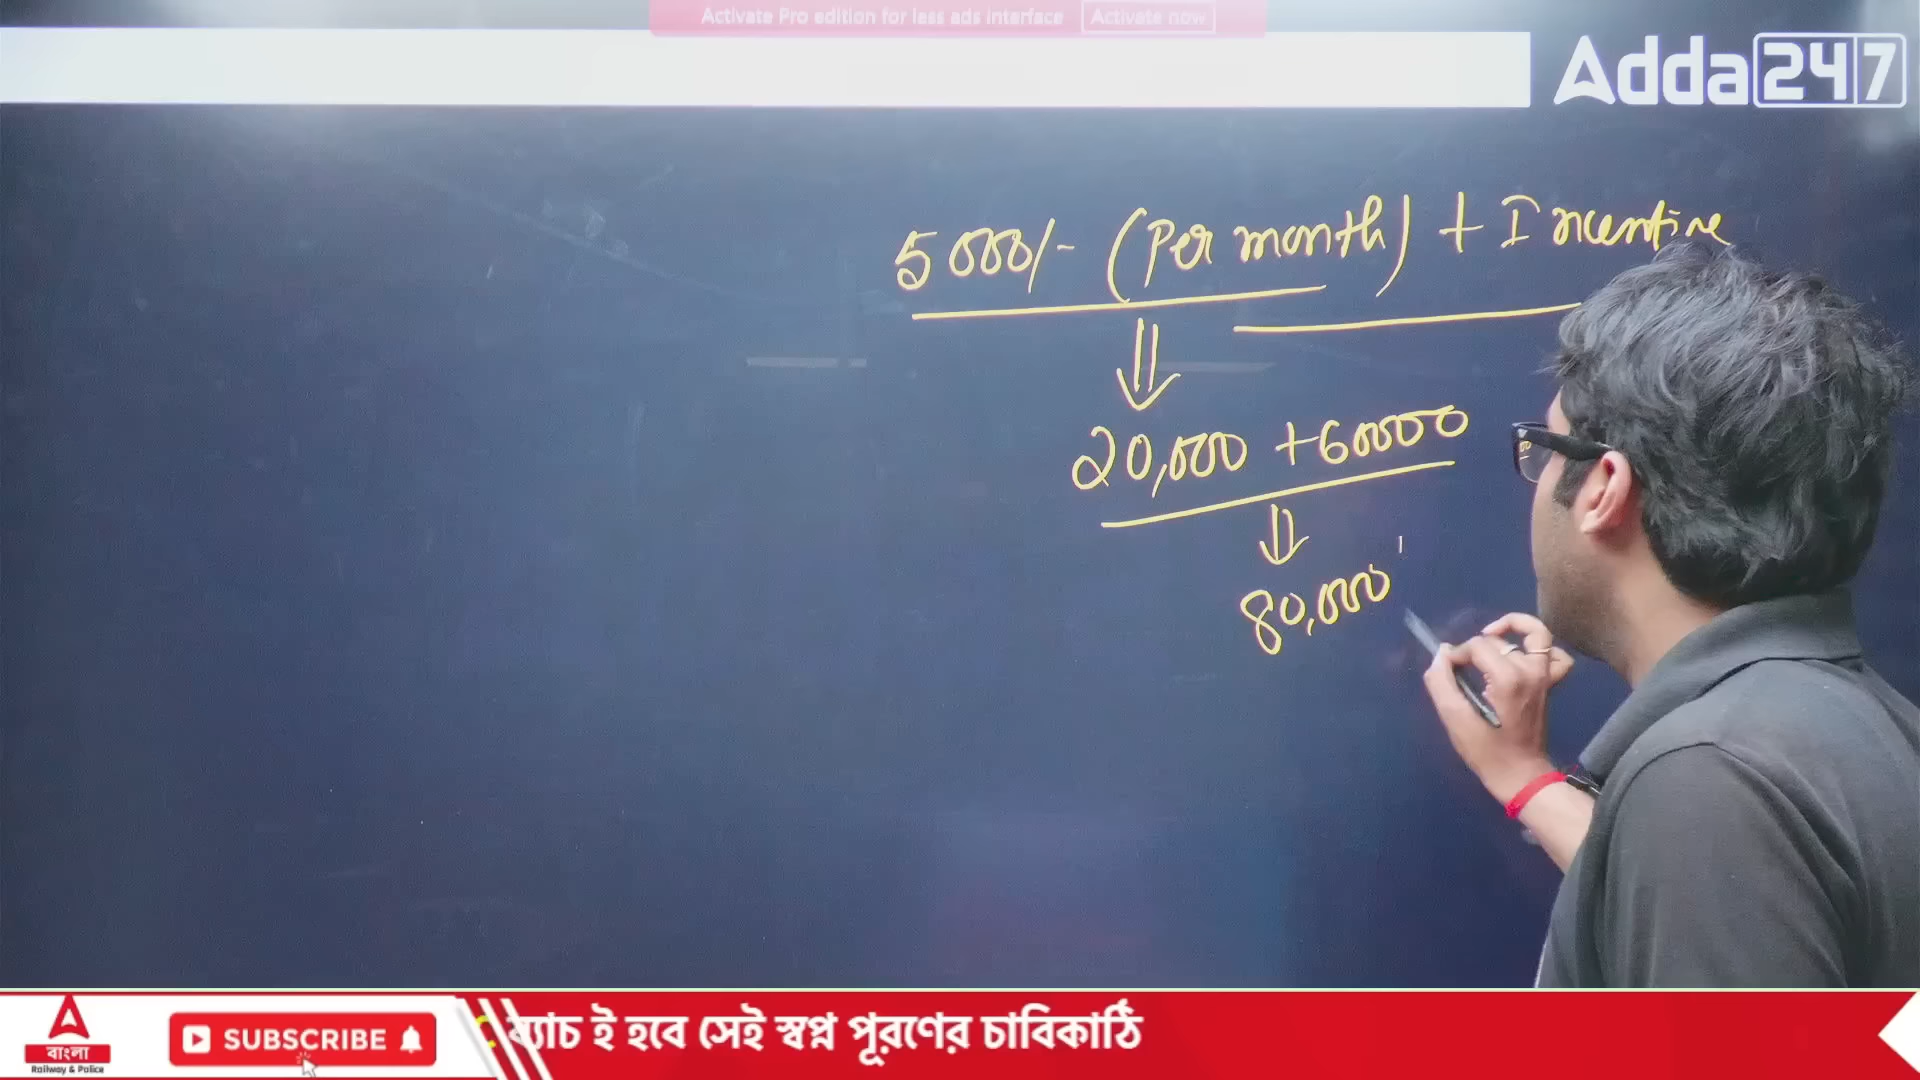 Activate Pro edition for less ads interface Activate now
Adda247
5000/- (Per month) + Incentive
20,000 + 60000
80,000
বাংলা
Railway & Police
SUBSCRIBE
ব্যাচ ই হবে সেই স্বপ্ন পূরণের চাবিকাঠি